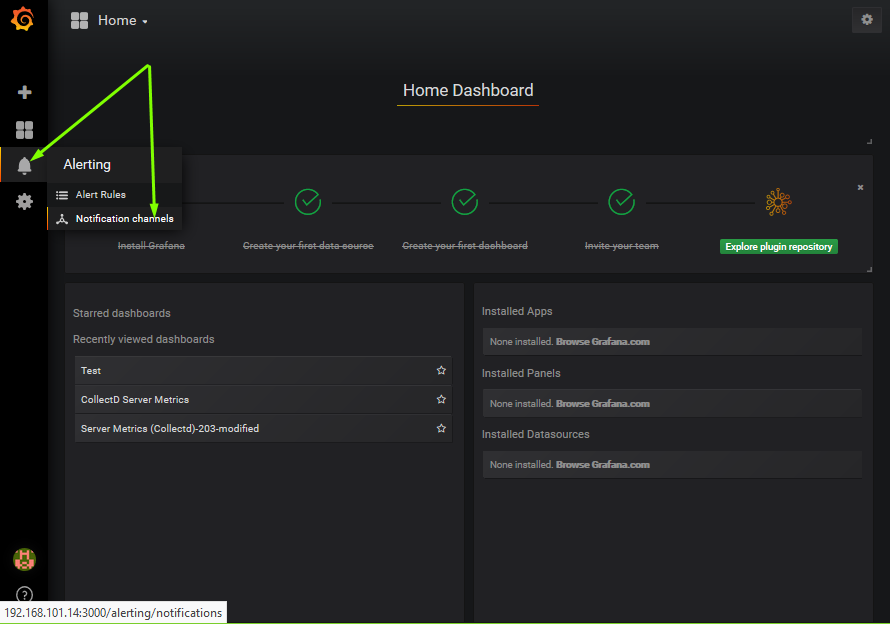 Home
Home Dashboard
Alerting
Alert Rules
Notification channels
Install Grafana
Create your first data source
Create your first dashboard
Invite your team
Explore plugin repository
Starred dashboards
Recently viewed dashboards
Test
CollectD Server Metrics
Server Metrics (Collectd)-203-modified
Installed Apps
None installed. Browse Grafana.com
Installed Panels
None installed. Browse Grafana.com
Installed Datasources
None installed. Browse Grafana.com
192.168.101.14:3000/alerting/notifications